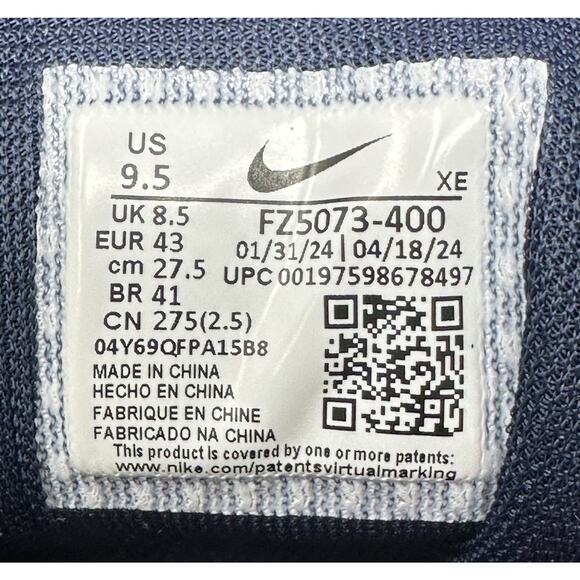 US
9.5
XE
UK 8.5
EUR 43
cm 27.5
BR 41
CN 275(2.5)
FZ5073-400
01/31/24 | 04/18/24
UPC 00197598678497
04Y69QFPA15B8
MADE IN CHINA
HECHO EN CHINA
FABRIQUE EN CHINE
FABRICADO NA CHINA
This product is covered by one or more patents:
www.nike.com/patentsvirtualmarking